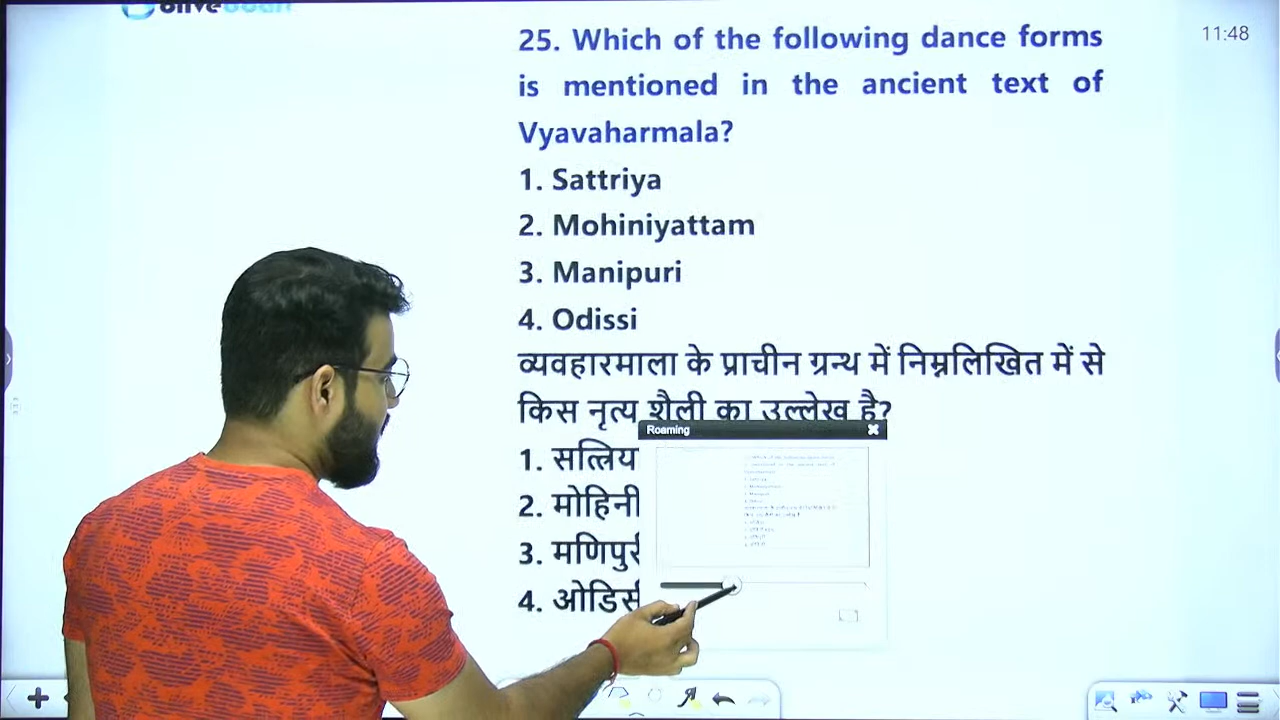 oliveboard
11:48
25. Which of the following dance forms
is mentioned in the ancient text of
Vyavaharmala?
1. Sattriya
2. Mohiniyattam
3. Manipuri
4. Odissi
व्यवहारमाला के प्राचीन ग्रन्थ में निम्नलिखित में से
किस नृत्य शैली का उल्लेख है?
Roaming
1. सत्त्रिय
2. मोहिनी
3. मणिपुरी
4. ओडिसी